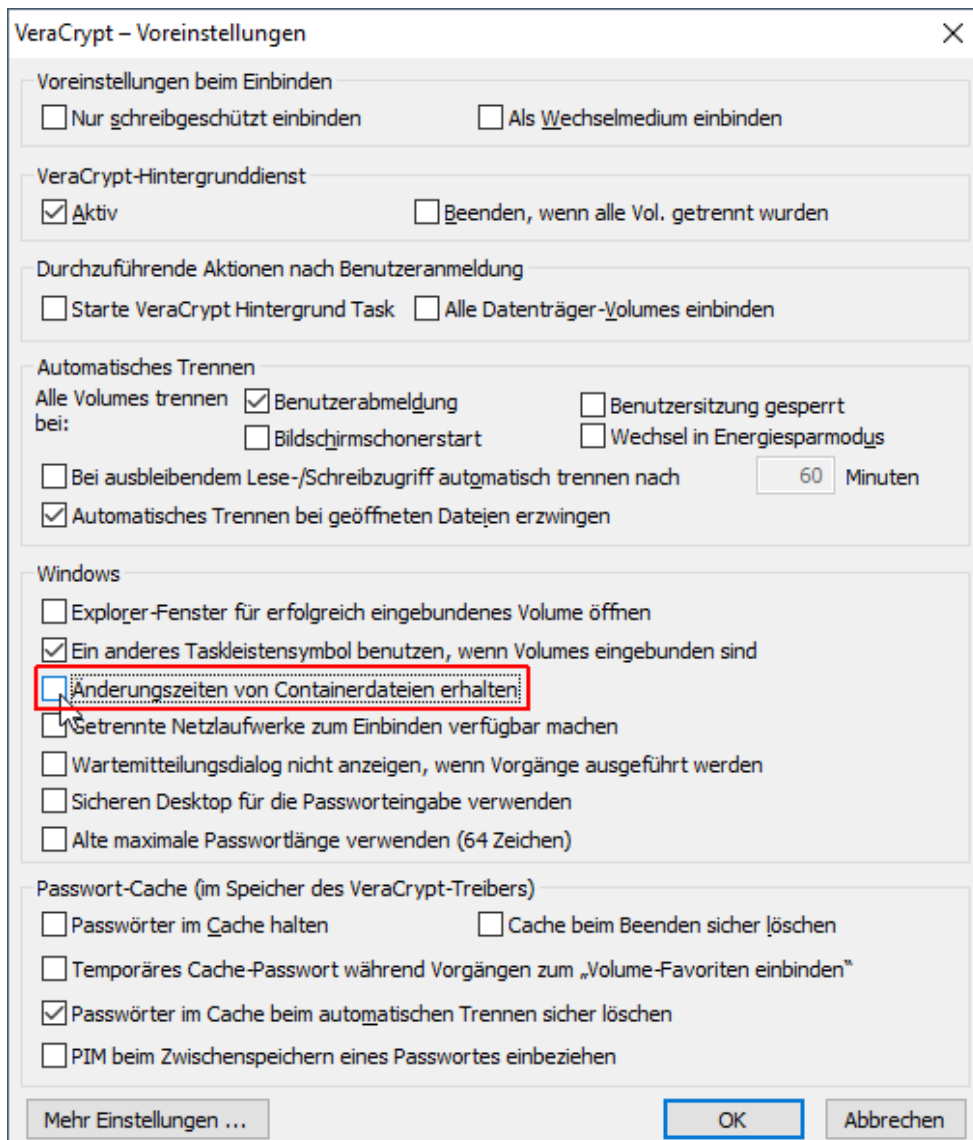 VeraCrypt – Voreinstellungen
Voreinstellungen beim Einbinden
Nur schreibgeschützt einbinden Als Wechselmedium einbinden
VeraCrypt-Hintergrunddienst
Aktiv Beenden, wenn alle Vol. getrennt wurden
Durchzuführende Aktionen nach Benutzeranmeldung
Starte VeraCrypt Hintergrund Task Alle Datenträger-Volumes einbinden
Automatisches Trennen
Alle Volumes trennen bei: Benutzerabmeldung Benutzersitzung gesperrt
Bildschirmschonerstart Wechsel in Energiesparmodus
Bei ausbleibendem Lese-/Schreibzugriff automatisch trennen nach 60 Minuten
Automatisches Trennen bei geöffneten Dateien erzwingen
Windows
Explorer-Fenster für erfolgreich eingebundenes Volume öffnen
Ein anderes Taskleistensymbol benutzen, wenn Volumes eingebunden sind
Änderungszeiten von Containerdateien erhalten
Getrennte Netzlaufwerke zum Einbinden verfügbar machen
Wartemitteilungsdialog nicht anzeigen, wenn Vorgänge ausgeführt werden
Sicheren Desktop für die Passworteingabe verwenden
Alte maximale Passwortlänge verwenden (64 Zeichen)
Passwort-Cache (im Speicher des VeraCrypt-Treibers)
Passwörter im Cache halten Cache beim Beenden sicher löschen
Temporäres Cache-Passwort während Vorgängen zum „Volume-Favoriten einbinden“
Passwörter im Cache beim automatischen Trennen sicher löschen
PIM beim Zwischenspeichern eines Passwortes einbeziehen
Mehr Einstellungen ... OK Abbrechen